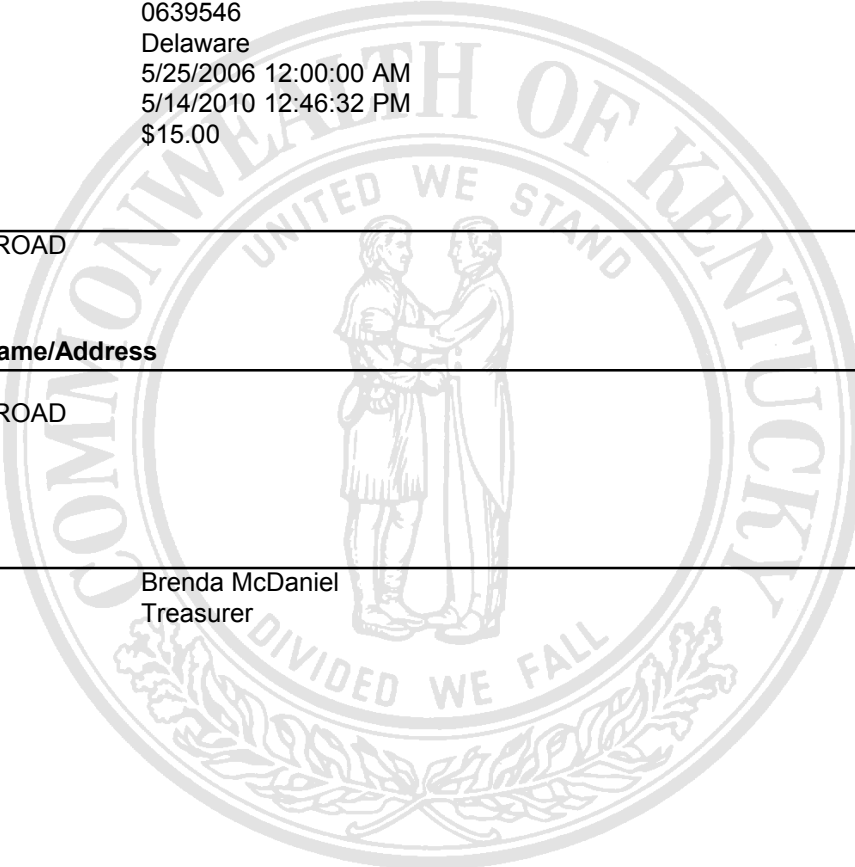 0639546
Delaware
5/25/2006 12:00:00 AM
5/14/2010 12:46:32 PM
$15.00
ROAD
ame/Address
ROAD
Brenda McDaniel
Treasurer
COMMONWEALTH OF KENTUCKY
UNITED WE STAND
DIVIDED WE FALL